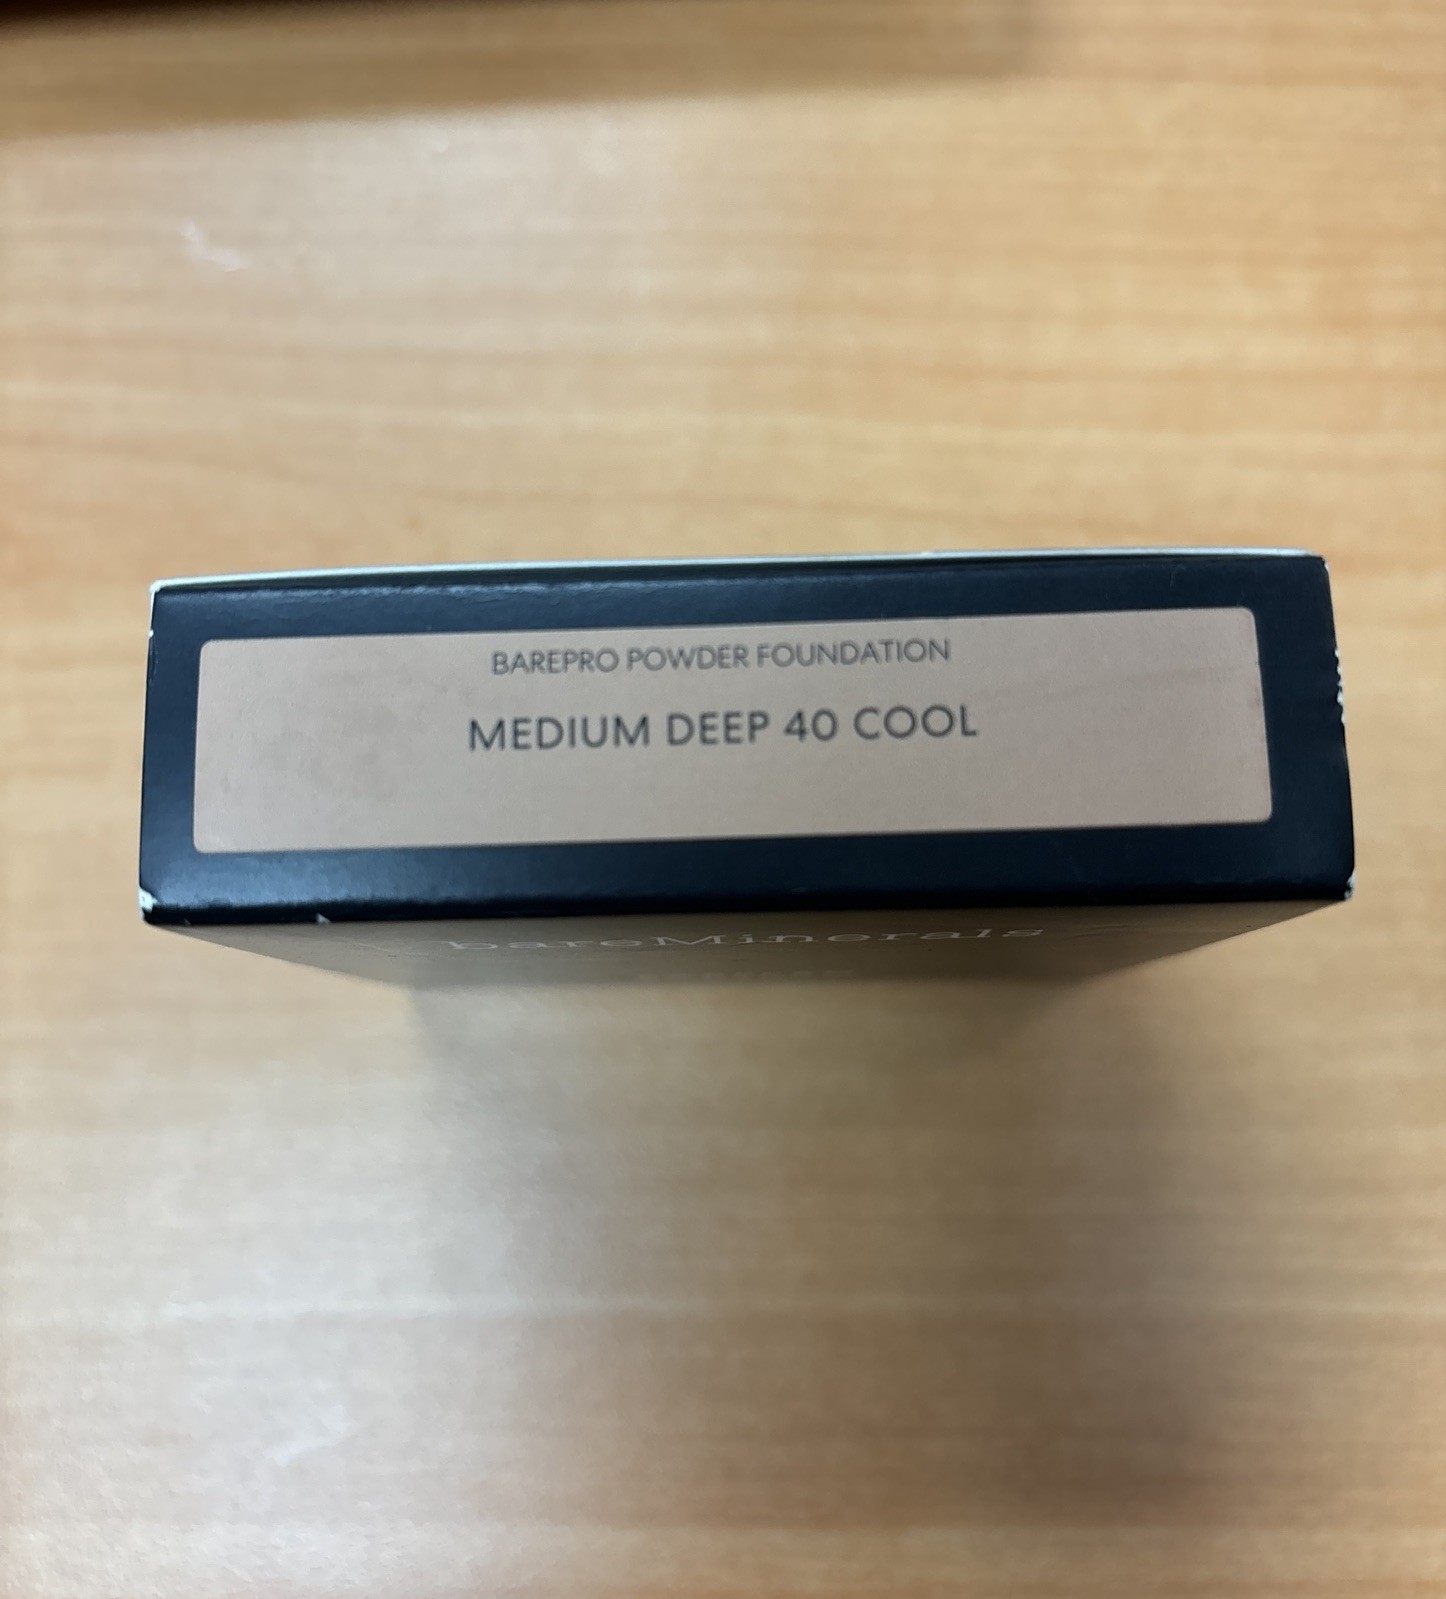 BAREPRO POWDER FOUNDATION
MEDIUM DEEP 40 COOL
bareMinerals